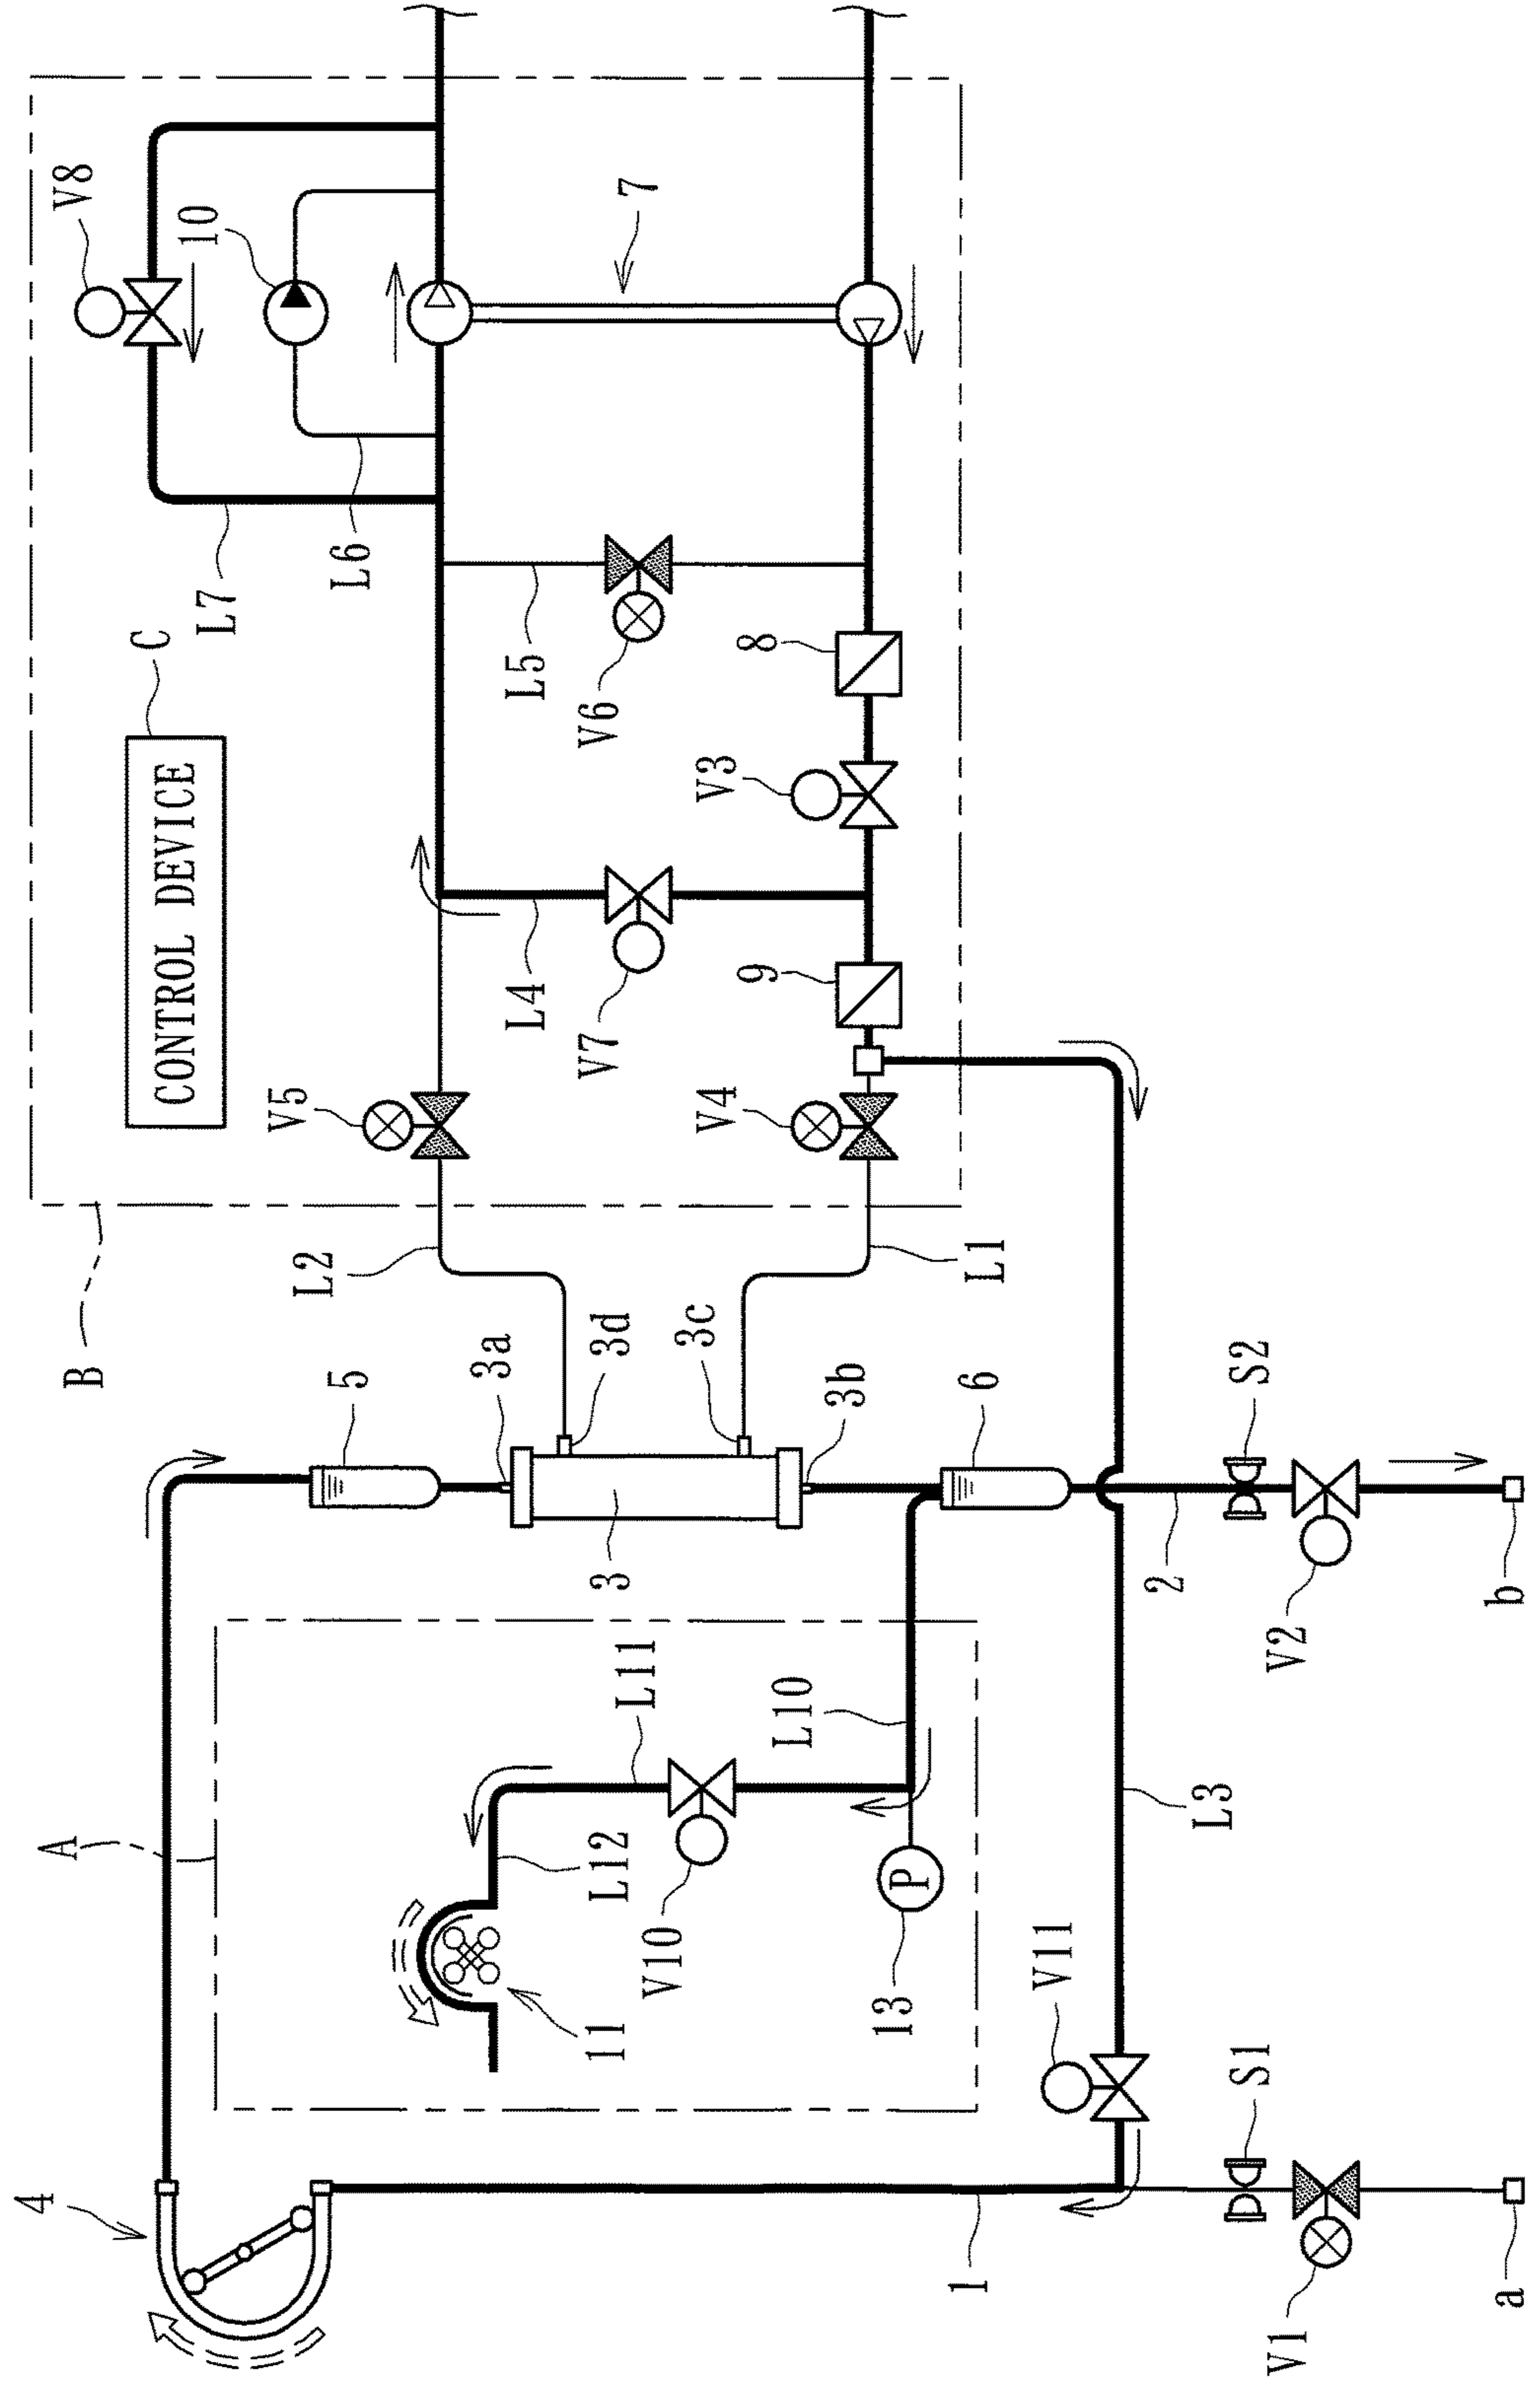 4
A
B
C
CONTROL DEVICE
V8
10
L7
L6
7
V5
L2
L5
V6
L4
V7
8
V3
9
V4
L1
5
3a
3d
3c
3b
3
6
S2
2
V2
b
L11
L10
L12
V10
11
13
P
L3
V11
S1
1
V1
a